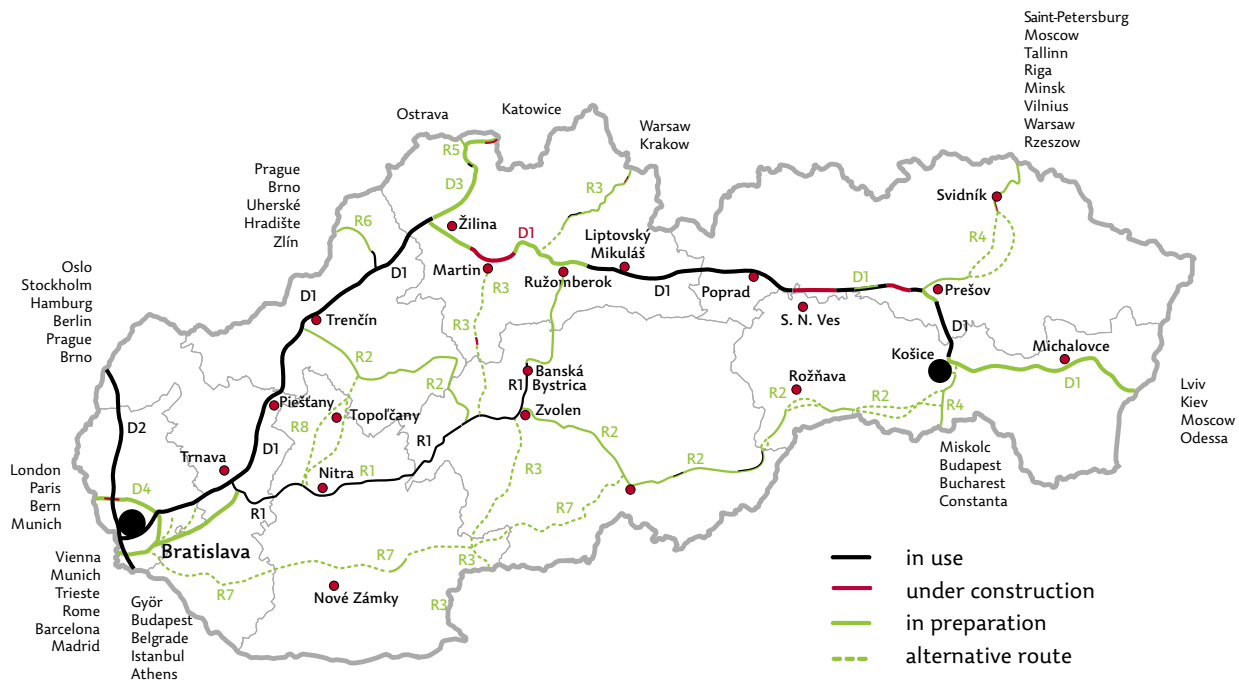 Saint-Petersburg
Moscow
Tallinn
Riga
Minsk
Vilnius
Warsaw
Rzeszow
Ostrava
Katowice
Warsaw
Krakow
Prague
Brno
Uherské
Hradište
Zlín
Oslo
Stockholm
Hamburg
Berlin
Prague
Brno
London
Paris
Bern
Munich
Vienna
Munich
Trieste
Rome
Barcelona
Madrid
Györ
Budapest
Belgrade
Istanbul
Athens
Miskolc
Budapest
Bucharest
Constanta
Lviv
Kiev
Moscow
Odessa
R5
D3
R3
R6
Žilina
D1
Svidník
R4
Liptovský
Mikuláš
Martin
Ružomberok
D1
D1
D1
R3
D1
Poprad
S. N. Ves
Prešov
D1
Trenčín
R3
R2
R2
Banská
Bystrica
R1
Zvolen
Košice
Michalovce
D1
Rožňava
R2
R2
R4
Piešťany
Topoľčany
R8
D2
D1
R1
R2
R2
Trnava
R1
Nitra
D4
R1
R3
R7
Bratislava
R7
R3
R7
Nové Zámky
R3
in use
under construction
in preparation
alternative route